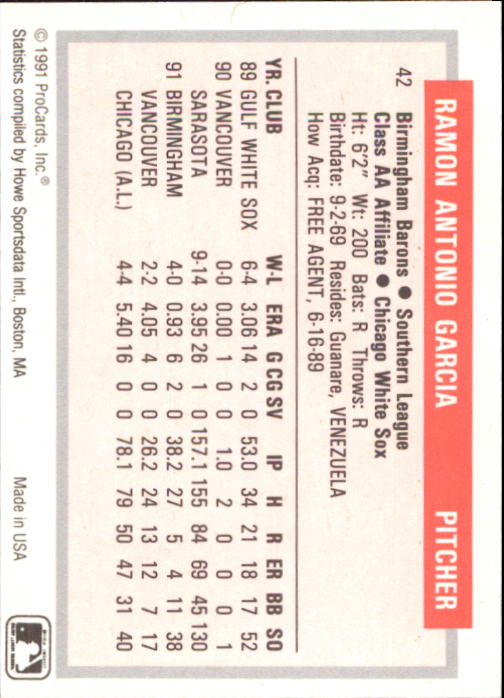 RAMON ANTONIO GARCIA PITCHER
42 Birmingham Barons ● Southern League
Class AA Affiliate ● Chicago White Sox
Ht: 6'2" Wt: 200 Bats: R Throws: R
Birthdate: 9-2-69 Resides: Guanare, VENEZUELA
How Acq: FREE AGENT, 6-16-89
YR. CLUB W-L ERA G CG SV IP H R ER BB SO
89 GULF WHITE SOX 6-4 3.06 14 2 0 53.0 34 21 18 17 52
90 VANCOUVER 0-0 0.00 1 0 0 1.0 2 0 0 0 1
SARASOTA 9-14 3.95 26 1 0 157.1 155 84 69 45 130
91 BIRMINGHAM 4-0 0.93 6 2 0 38.2 27 5 4 11 38
VANCOUVER 2-2 4.05 4 0 0 26.2 24 13 12 7 17
CHICAGO (A.L.) 4-4 5.40 16 0 0 78.1 79 50 47 31 40
© 1991 ProCards, Inc.® Made in USA
Statistics compiled by Howe Sportsdata Intl., Boston, MA